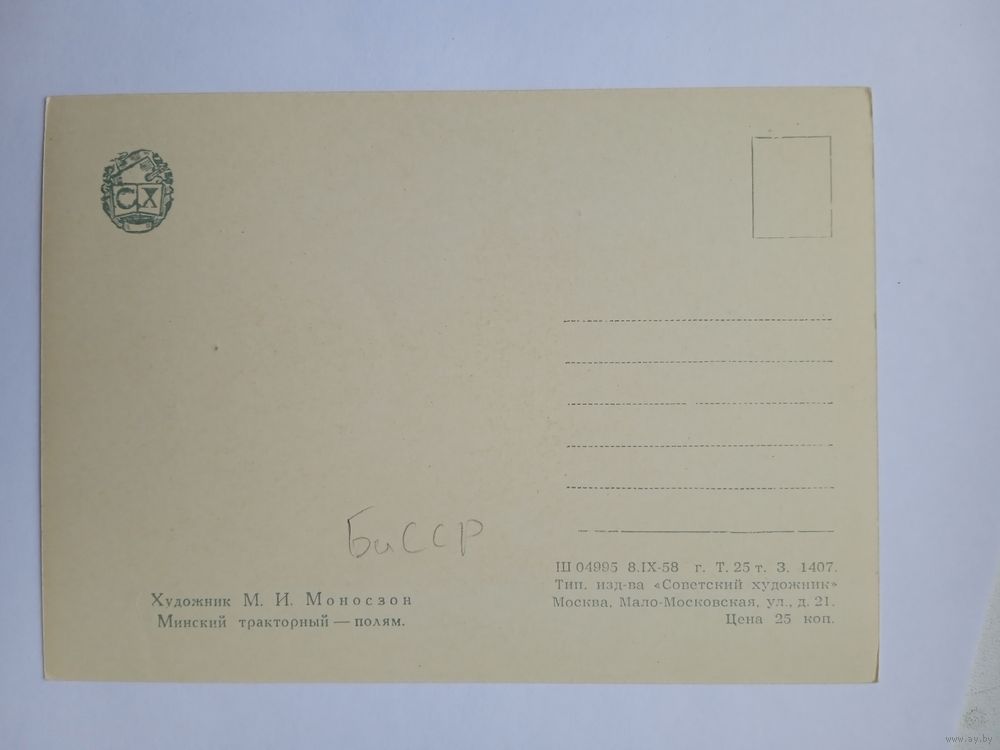 СХ
БиССР
Художник М. И. Моносзон
Минский тракторный — полям.
Ш 04995 8.IX-58 г. Т. 25 т. З. 1407.
Тип. изд-ва «Советский художник»
Москва, Мало-Московская, ул., д. 21.
Цена 25 коп.
www.ay.by